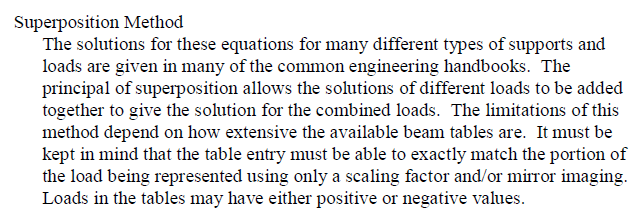 Superposition Method
The solutions for these equations for many different types of supports and
loads are given in many of the common engineering handbooks.  The
principal of superposition allows the solutions of different loads to be added
together to give the solution for the combined loads.  The limitations of this
method depend on how extensive the available beam tables are.  It must be
kept in mind that the table entry must be able to exactly match the portion of
the load being represented using only a scaling factor and/or mirror imaging.
Loads in the tables may have either positive or negative values.